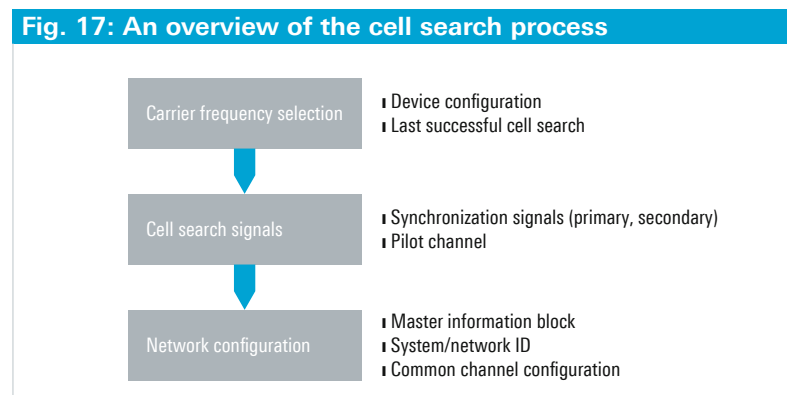 Fig. 17: An overview of the cell search process
Carrier frequency selection
Device configuration
Last successful cell search
Cell search signals
Synchronization signals (primary, secondary)
Pilot channel
Network configuration
Master information block
System/network ID
Common channel configuration